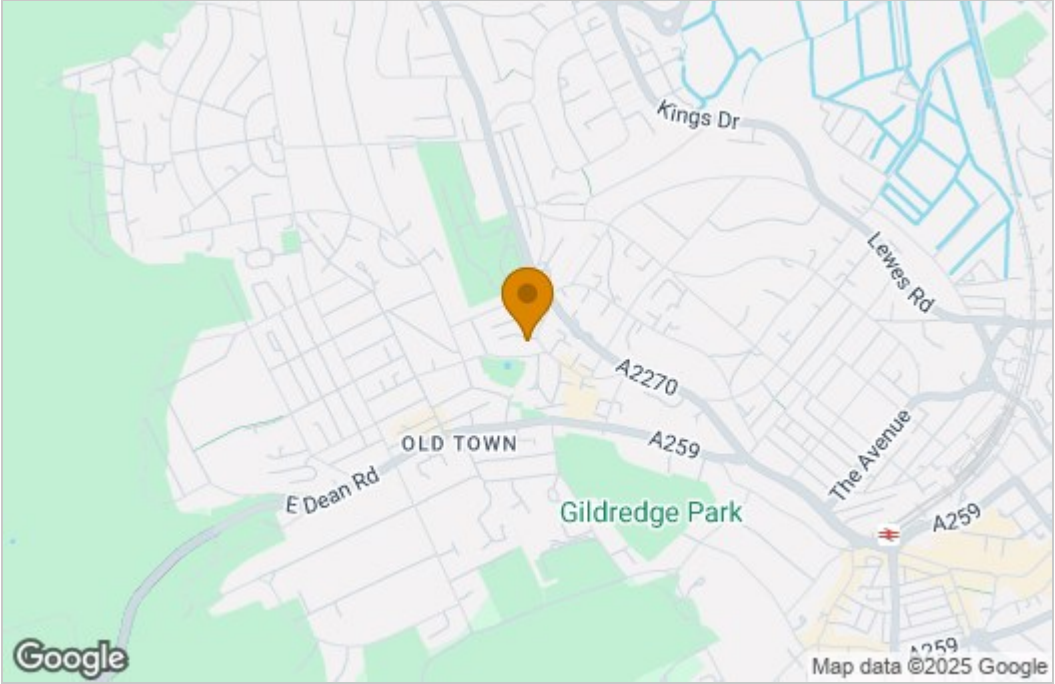 Kings Dr
Lewes Rd
A2270
OLD TOWN
A259
The Avenue
E Dean Rd
Gildredge Park
A259
A259
Google
Map data ©2025 Google